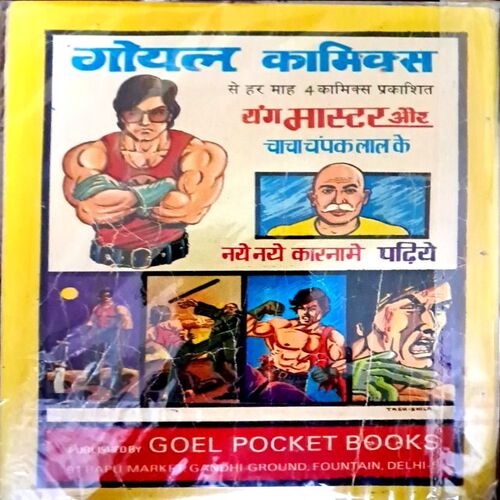 गोयल कामिक्स
से हर माह 4 कामिक्स प्रकाशित
यंग मास्टर और
चाचा चंपक लाल के
नये नये कारनामे पढ़िये
PUBLISHED BY GOEL POCKET BOOKS
MARKET, GANDHI GROUND, FOUNTAIN, DELHI-